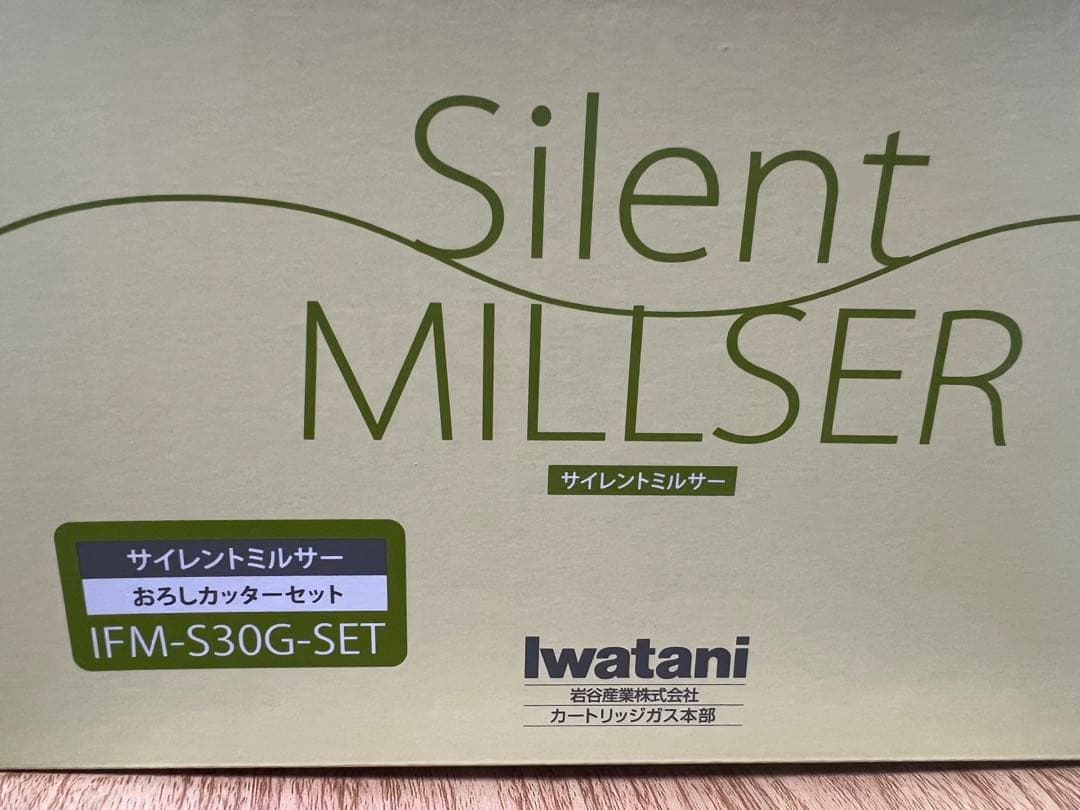 Silent
MILLSER
サイレントミルサー
サイレントミルサー
おろしカッターセット
IFM-S30G-SET
Iwatani
岩谷産業株式会社
カートリッジガス本部